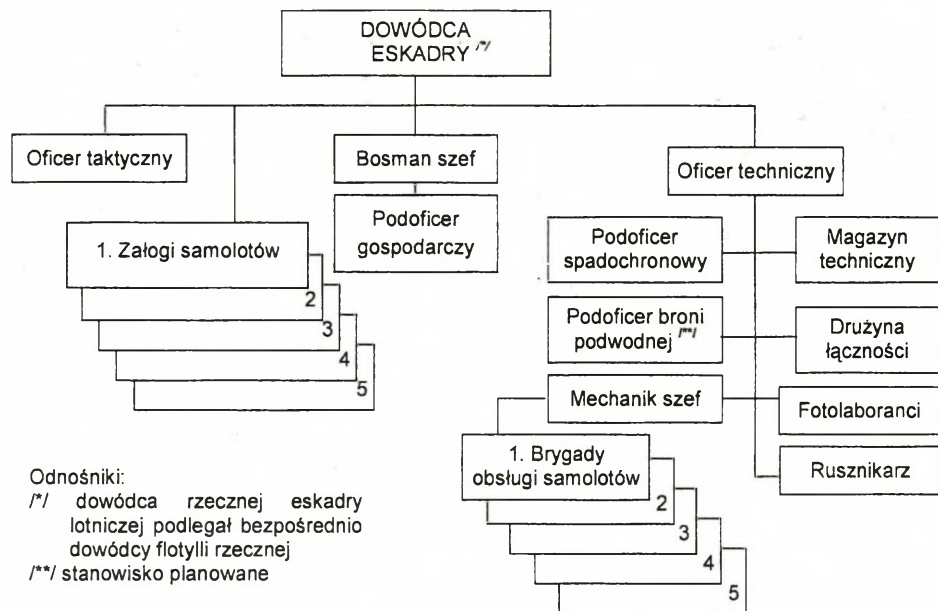 DOWÓDCA
ESKADRY /*/
Oficer taktyczny
Bosman szef
Oficer techniczny
Podoficer
gospodarczy
1. Załogi samolotów
2
3
4
5
Podoficer
spadochronowy
Magazyn
techniczny
Podoficer broni
podwodnej /**/
Drużyna
łączności
Mechanik szef
Fotolaboranci
1. Brygady
obsługi samolotów
2
3
4
5
Rusznikarz
Odnośniki:
/*/ dowódca rzecznej eskadry
lotniczej podlegał bezpośrednio
dowódcy flotylli rzecznej
/**/ stanowisko planowane